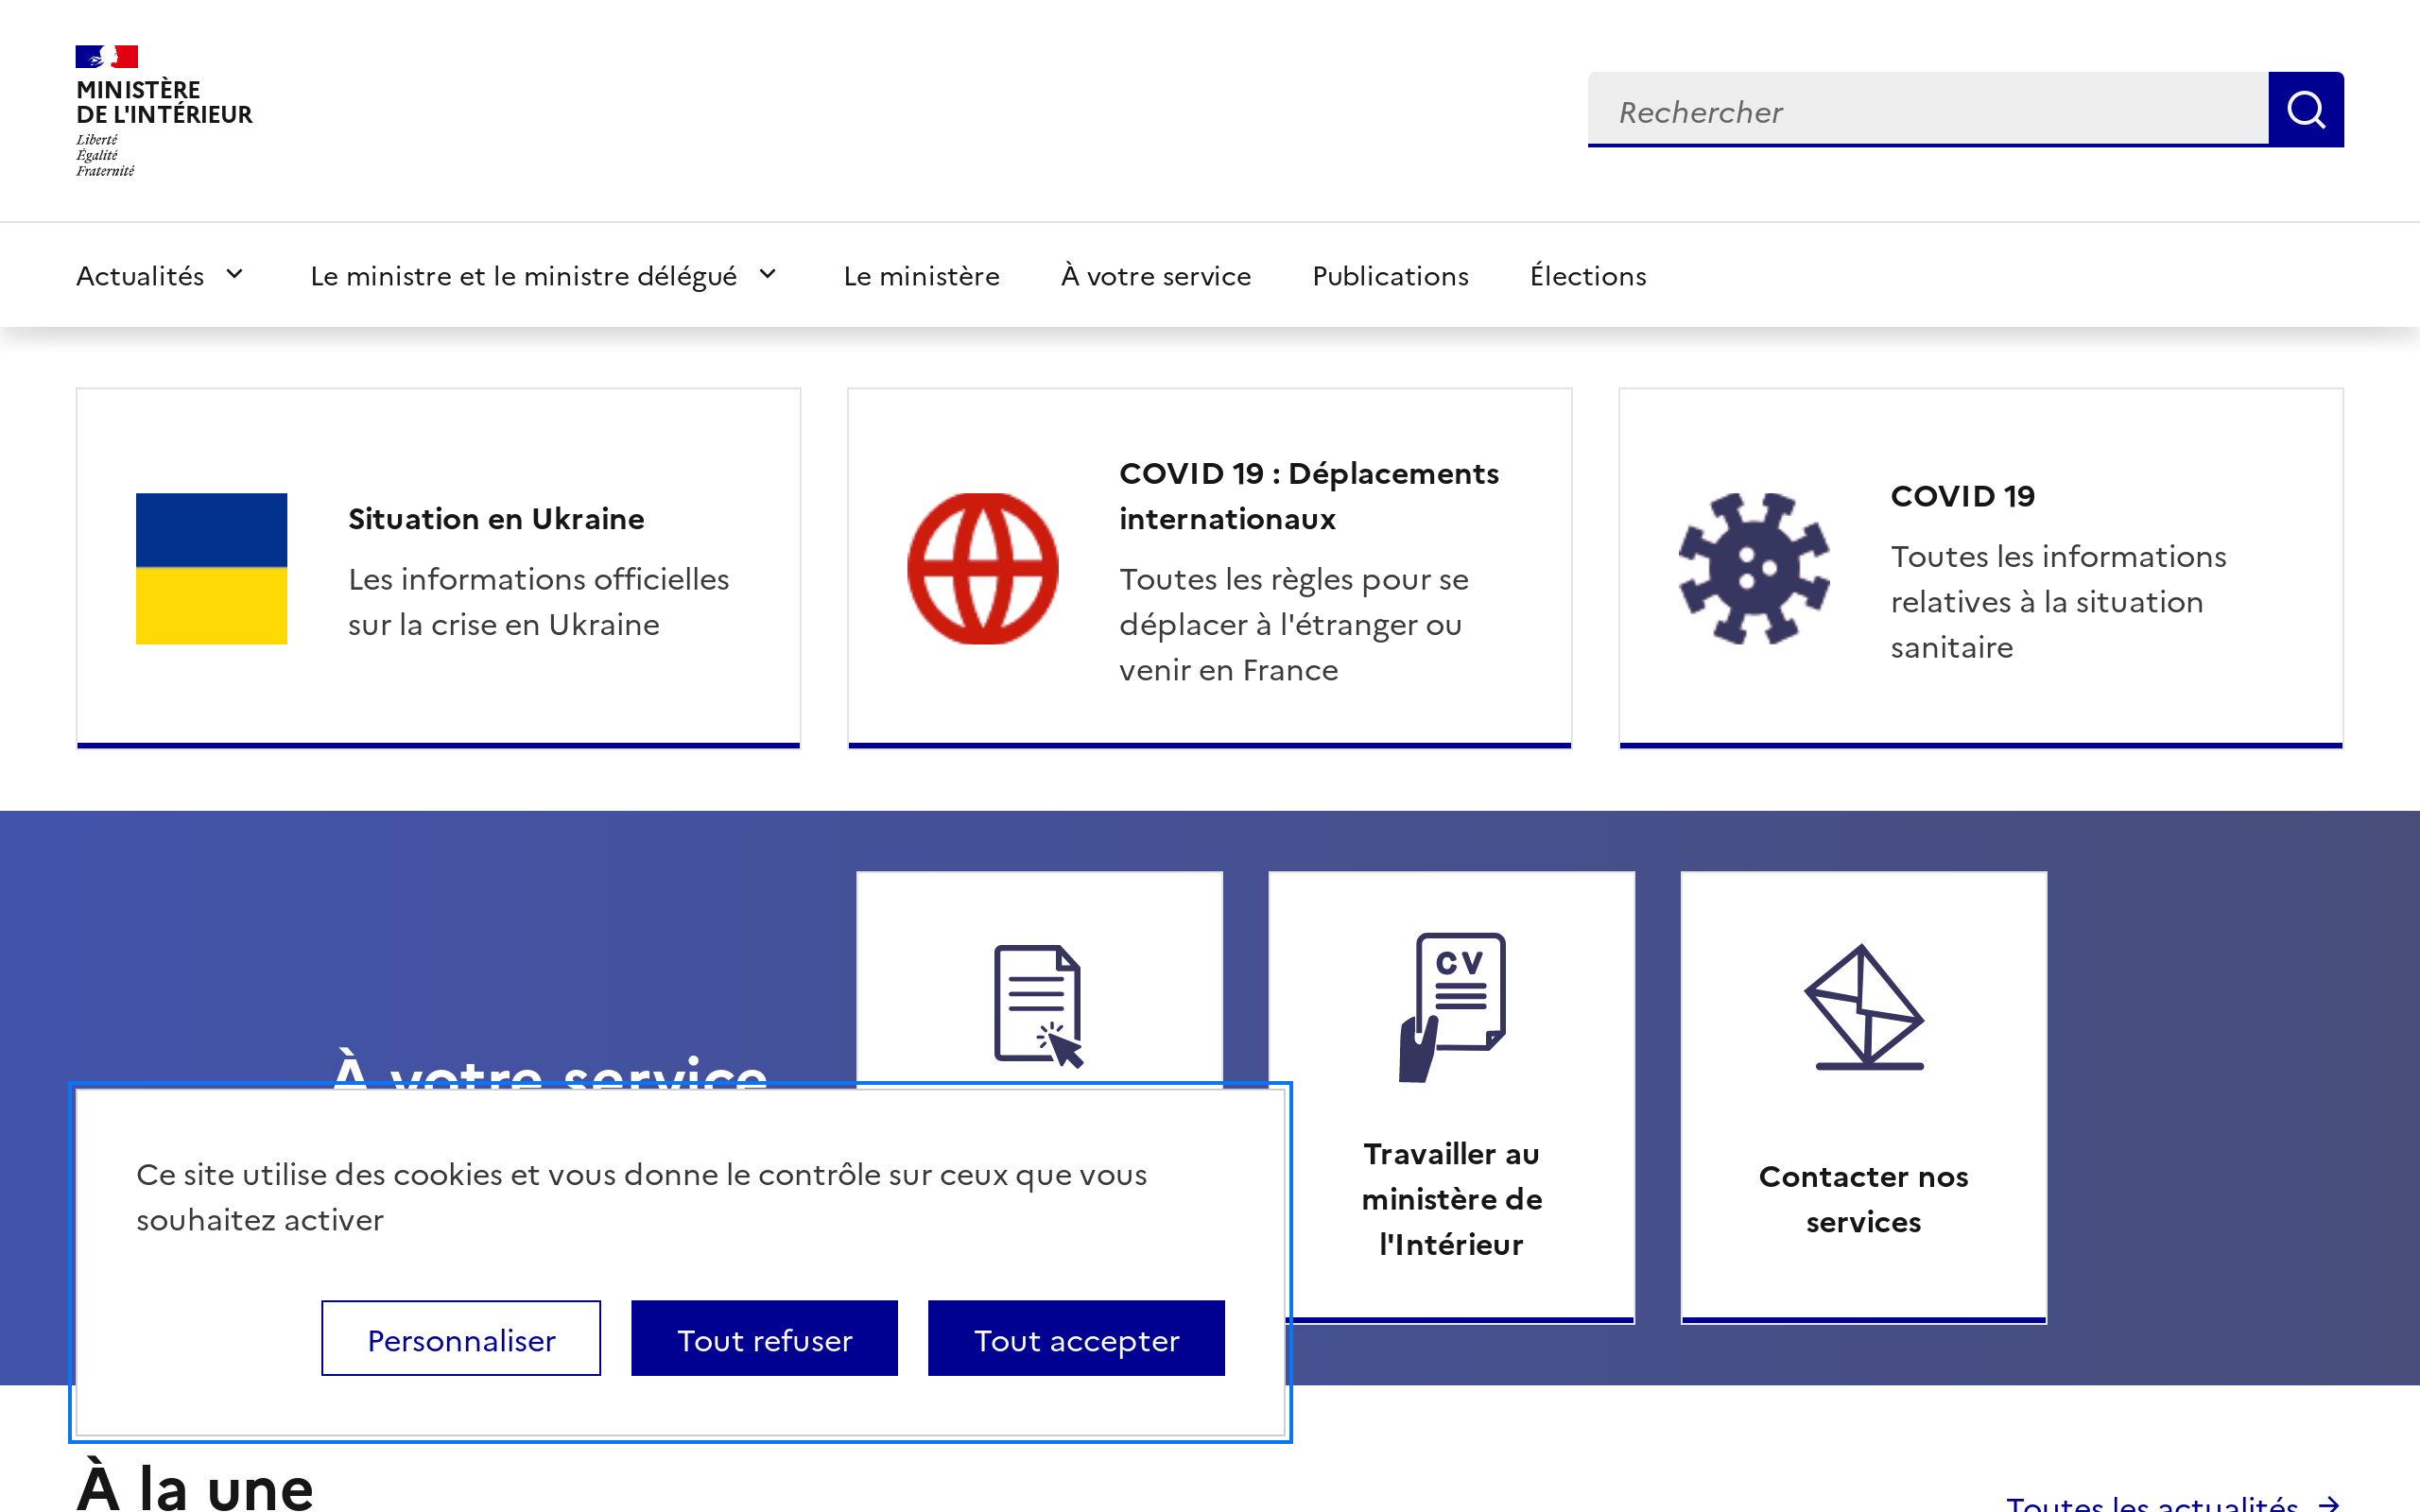 MINISTÈRE
DE L'INTÉRIEUR
Liberté
Égalité
Fraternité
Rechercher
Actualités
Le ministre et le ministre délégué
Le ministère
À votre service
Publications
Élections
Situation en Ukraine
Les informations officielles
sur la crise en Ukraine
COVID 19 : Déplacements
internationaux
Toutes les règles pour se
déplacer à l'étranger ou
venir en France
COVID 19
Toutes les informations
relatives à la situation
sanitaire
À votre service
CV
Travailler au
ministère de
l'Intérieur
Contacter nos
services
Ce site utilise des cookies et vous donne le contrôle sur ceux que vous
souhaitez activer
Personnaliser
Tout refuser
Tout accepter
À la une
Toutes les actualités